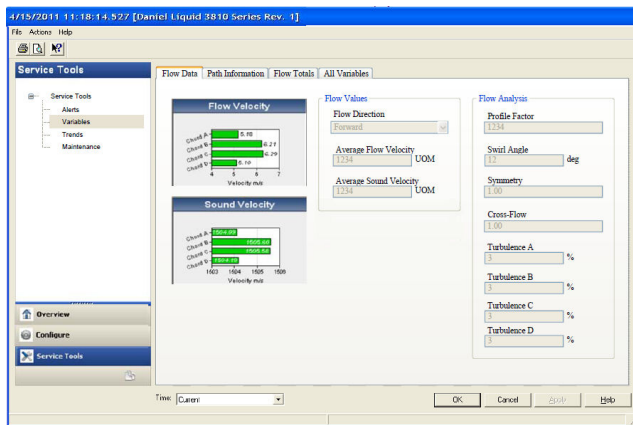 4/15/2011 11:18:14.527 [Daniel Liquid 3810 Series Rev. 1]
File Actions Help
Service Tools
Service Tools
Alerts
Variables
Trends
Maintenance
Overview
Configure
Service Tools
Flow Data Path Information Flow Totals All Variables
Flow Velocity
Chord A 5.18
Chord B 6.21
Chord C 6.29
Chord D 5.10
4 5 6 7
Velocity m/s
Sound Velocity
Chord A
Chord B
Chord C
Chord D
1503 1504 1505 1506
Velocity m/s
Flow Values
Flow Direction
Forward
Average Flow Velocity
1234 UOM
Average Sound Velocity
1234 UOM
Flow Analysis
Profile Factor
1234
Swirl Angle
12 deg
Symmetry
1.00
Cross-Flow
1.00
Turbulence A
3 %
Turbulence B
3 %
Turbulence C
3 %
Turbulence D
3 %
Time: Current
OK Cancel Apply Help